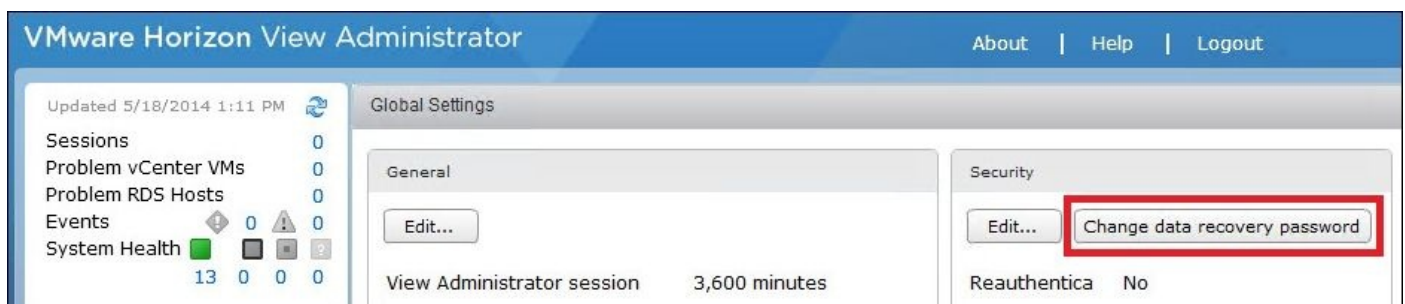 VMware Horizon View Administrator
About | Help | Logout
Updated 5/18/2014 1:11 PM
Sessions 0
Problem vCenter VMs 0
Problem RDS Hosts 0
Events 0 0
System Health
13 0 0 0
Global Settings
General
Edit...
View Administrator session 3,600 minutes
Security
Edit... Change data recovery password
Reauthentica No